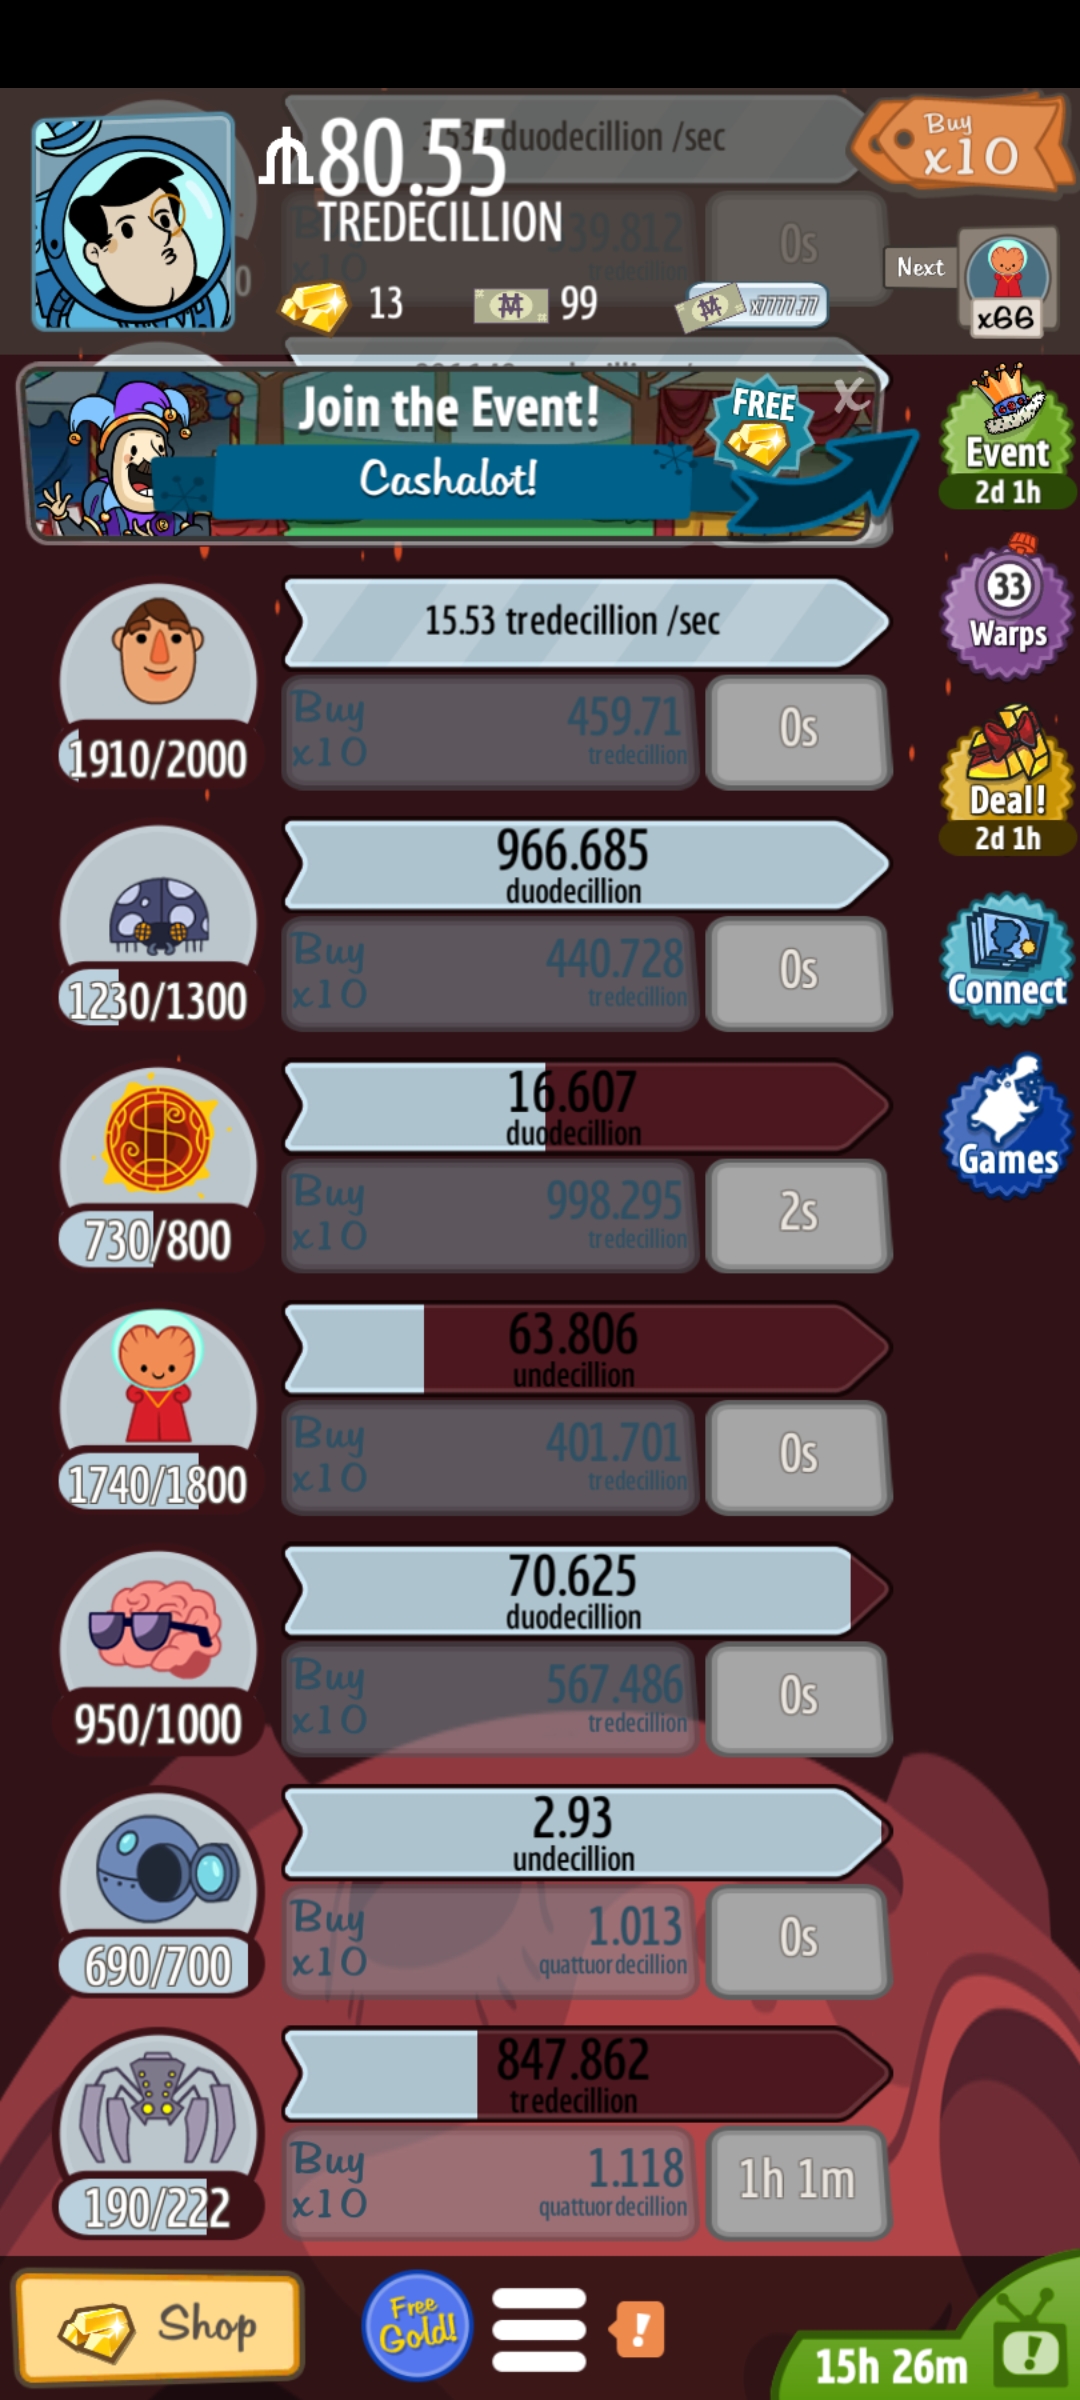 80.55
TREDECILLION
duodecillion /sec
Buy
x10
39.812
tredecillion
0s
Next
x66
13
99
x7777.77
Join the Event!
FREE
X
Cashalot!
Event
2d 1h
15.53 tredecillion /sec
33
Warps
Buy
x10
459.71
tredecillion
0s
1910/2000
Deal!
2d 1h
966.685
duodecillion
Buy
x10
440.728
tredecillion
0s
1230/1300
Connect
16.607
duodecillion
Games
Buy
x10
998.295
tredecillion
2s
730/800
63.806
undecillion
Buy
x10
401.701
tredecillion
0s
1740/1800
70.625
duodecillion
Buy
x10
567.486
tredecillion
0s
950/1000
2.93
undecillion
Buy
x10
1.013
quattuordecillion
0s
690/700
847.862
tredecillion
Buy
x10
1.118
quattuordecillion
1h 1m
190/222
Shop
Free
Gold!
!
15h 26m
!